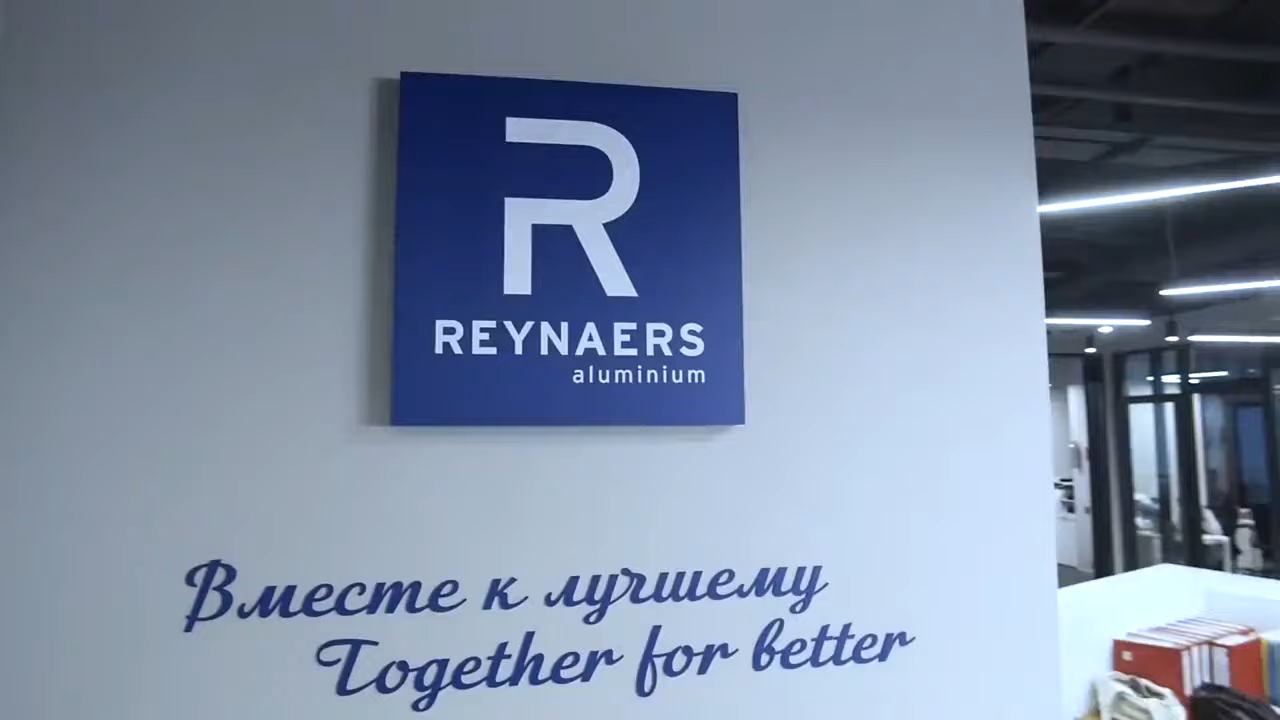 R
REYNAERS
aluminium
Вместе к лучшему
Together for better